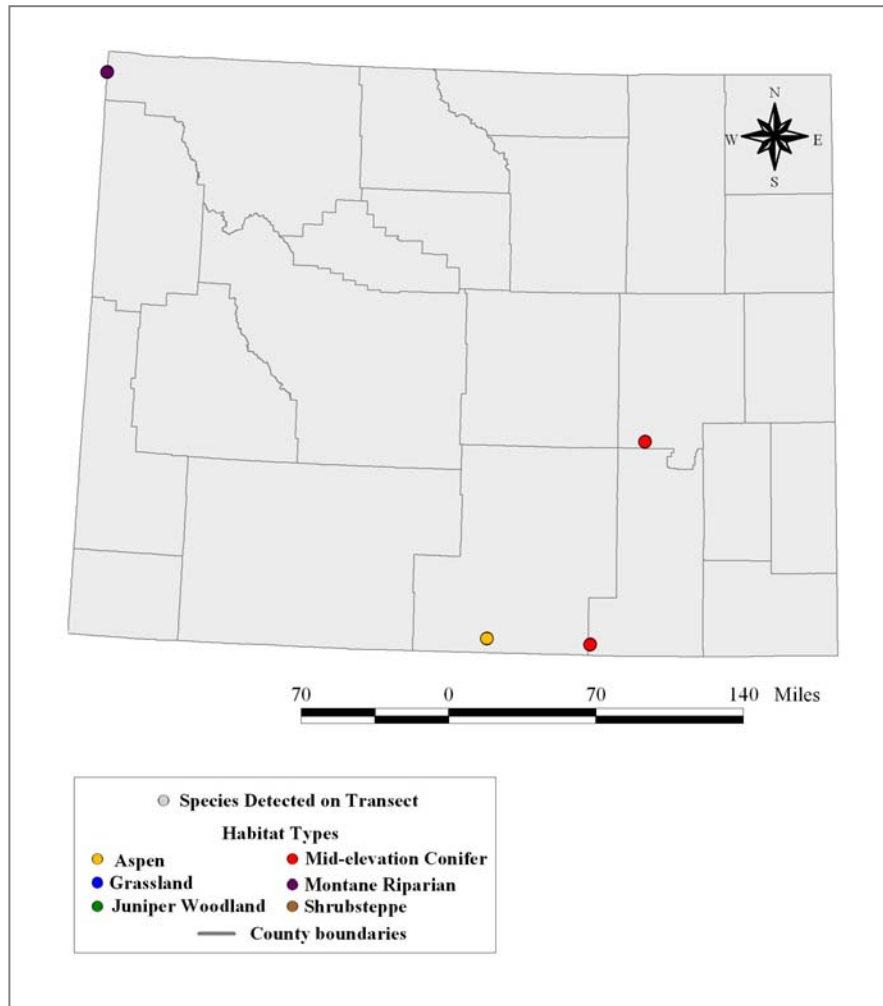 N
W E
S
70 0 70 140 Miles
Species Detected on Transect
Habitat Types
Aspen Mid-elevation Conifer
Grassland Montane Riparian
Juniper Woodland Shrubsteppe
County boundaries